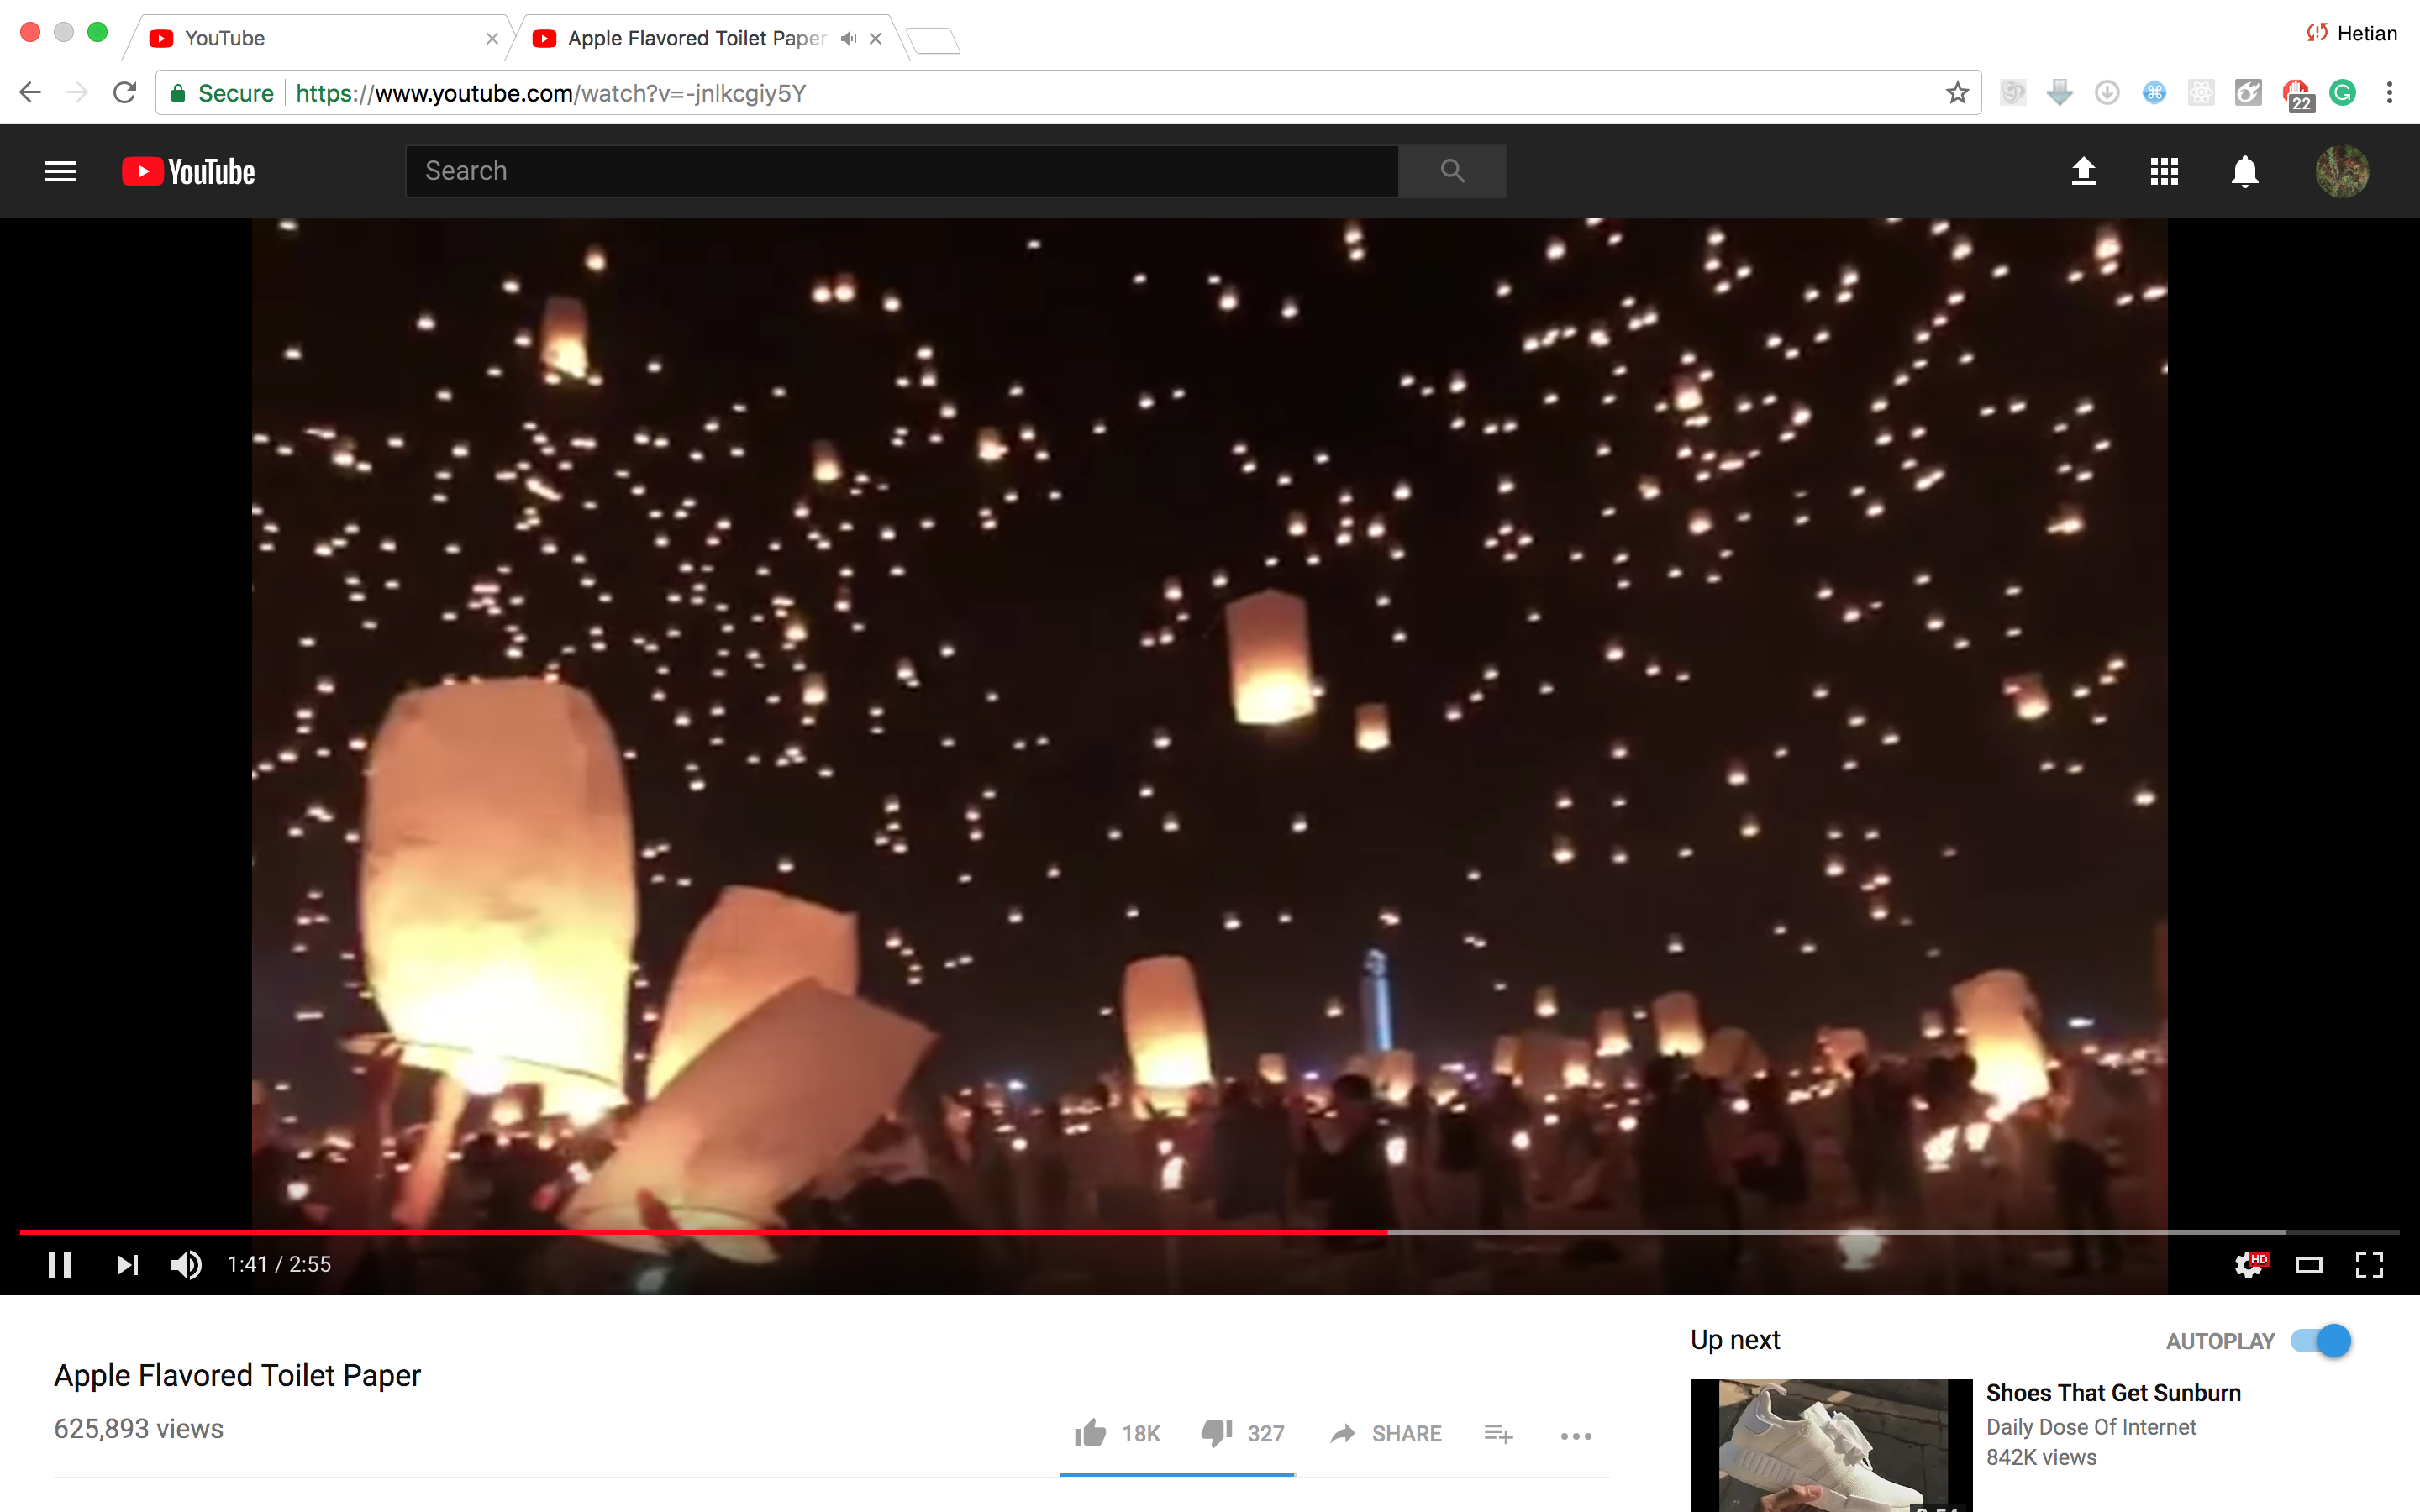 YouTube
Apple Flavored Toilet Paper
Hetian
Secure https://www.youtube.com/watch?v=-jnlkcgiy5Y
22
YouTube
Search
1:41 / 2:55
HD
Apple Flavored Toilet Paper
625,893 views
18K
327
SHARE
Up next
AUTOPLAY
Shoes That Get Sunburn
Daily Dose Of Internet
842K views